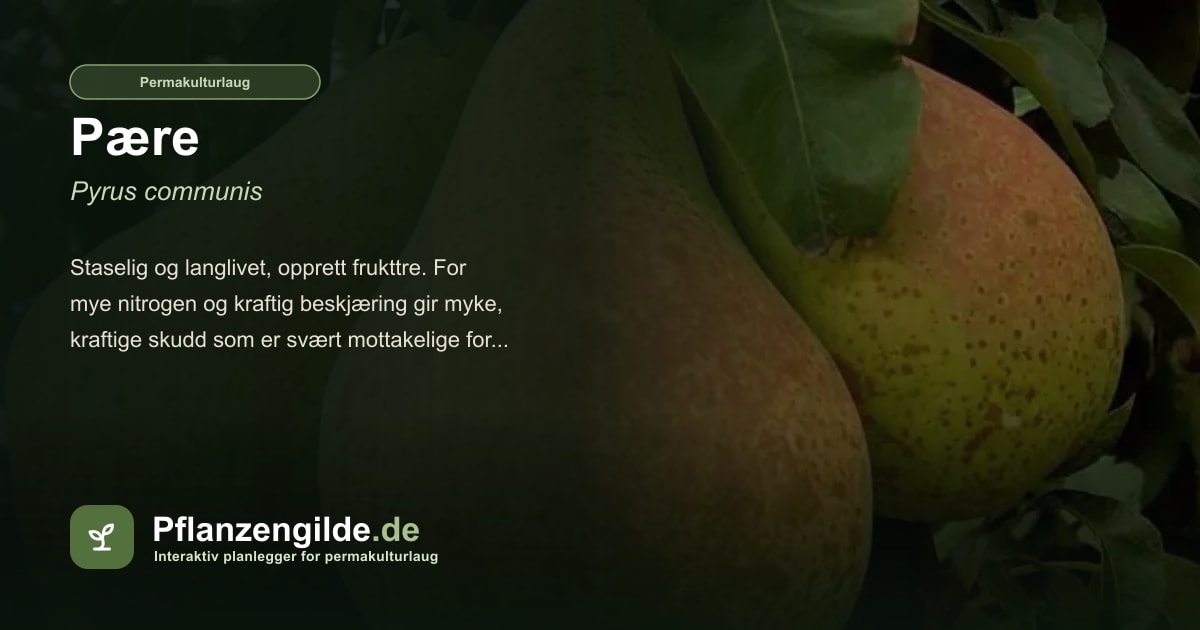 Permakulturlaug
Pære
Pyrus communis
Staselig og langlivet, opprett frukttre. For
mye nitrogen og kraftig beskjæring gir myke,
kraftige skudd som er svært mottakelige for...
Pflanzengilde.de
Interaktiv planlegger for permakulturlaug